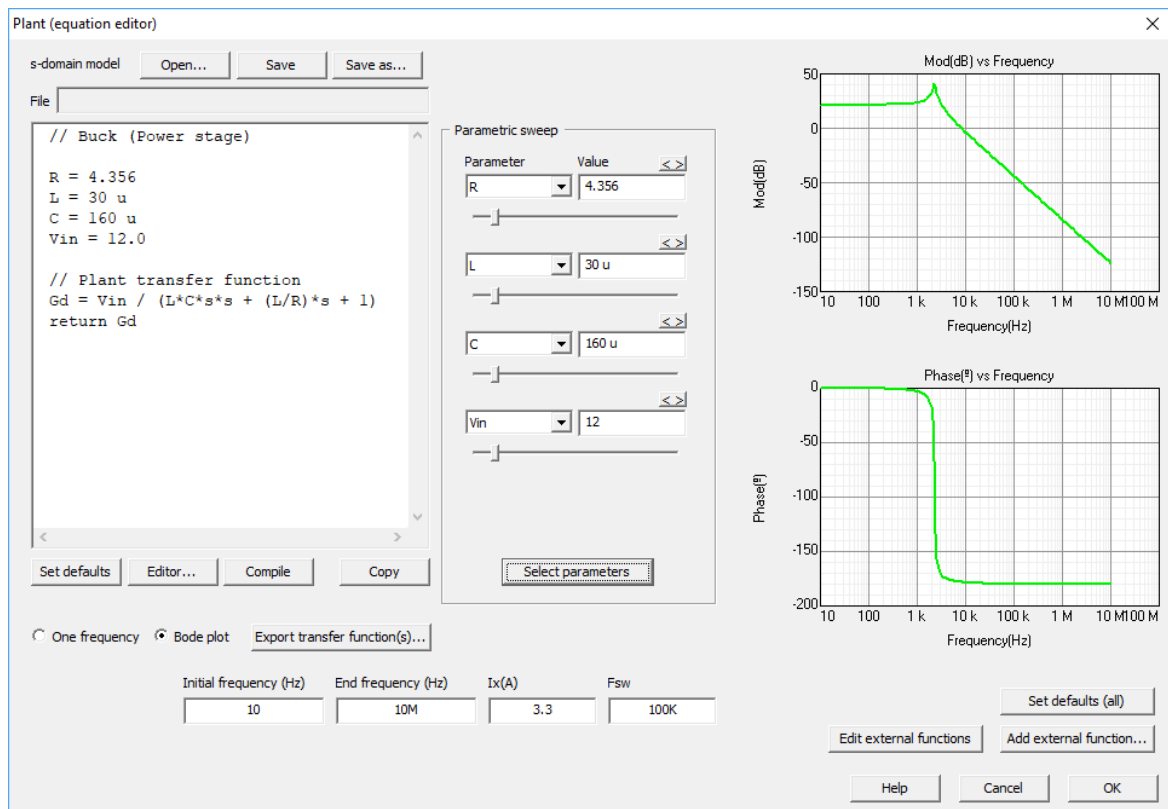 Plant (equation editor)
s-domain model Open... Save Save as...
File
// Buck (Power stage)
R = 4.356
L = 30 u
C = 160 u
Vin = 12.0
// Plant transfer function
Gd = Vin / (L*C*s*s + (L/R)*s + 1)
return Gd
Set defaults Editor... Compile Copy
Parametric sweep
Parameter Value < >
R 4.356
< >
L 30 u
< >
C 160 u
< >
Vin 12
Select parameters
One frequency Bode plot Export transfer function(s)...
Initial frequency (Hz) End frequency (Hz) Ix(A) Fsw
10 10M 3.3 100K
Mod(dB) vs Frequency
Mod(dB)
50
0
-50
-100
-150
10 100 1 k 10 k 100 k 1 M 10 M 100 M
Frequency(Hz)
Phase(º) vs Frequency
Phase(º)
0
-50
-100
-150
-200
10 100 1 k 10 k 100 k 1 M 10 M 100 M
Frequency(Hz)
Set defaults (all)
Edit external functions Add external function...
Help Cancel OK